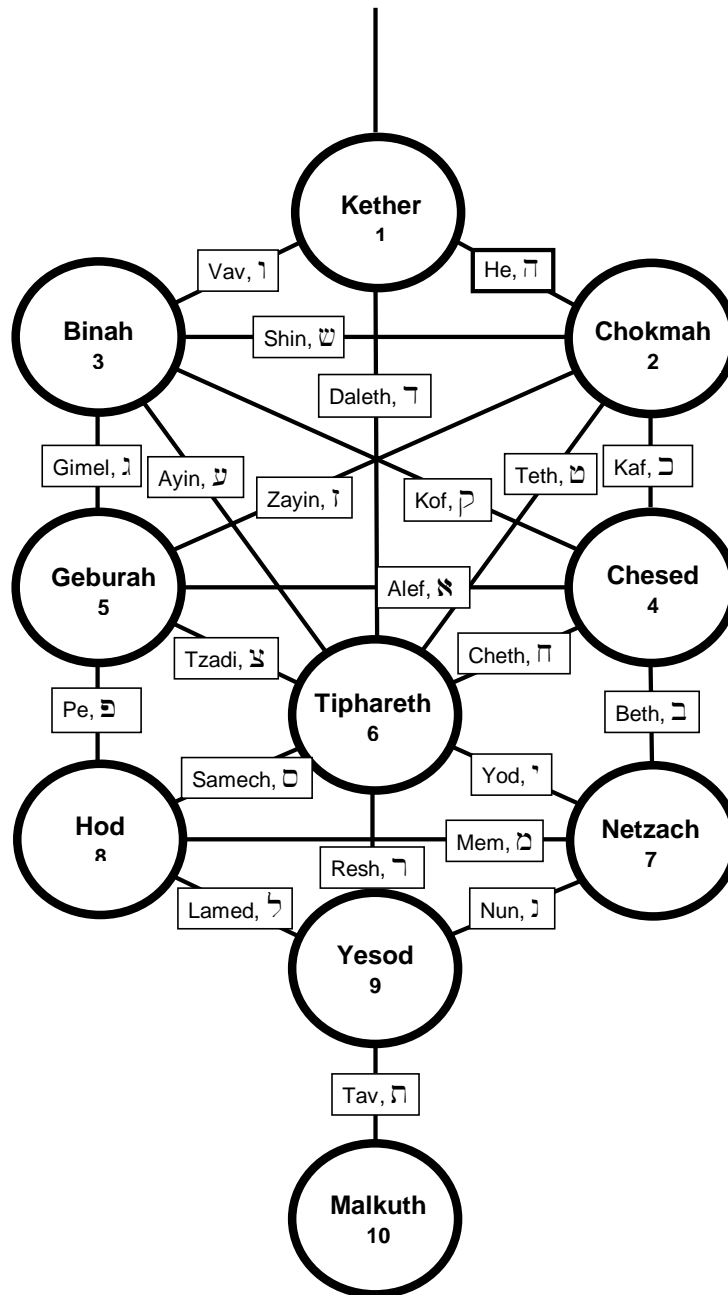 Kether
1
Vav, ו
He, ה
Binah
3
Shin, ש
Chokmah
2
Daleth, ד
Gimel, ג
Ayin, ע
Zayin, ז
Kof, ק
Teth, ט
Kaf, כ
Geburah
5
Alef, א
Chesed
4
Tzadi, צ
Cheth, ח
Pe, פ
Tiphareth
6
Beth, ב
Samech, ס
Yod, י
Hod
8
Mem, מ
Netzach
7
Resh, ר
Lamed, ל
Nun, נ
Yesod
9
Tav, ת
Malkuth
10